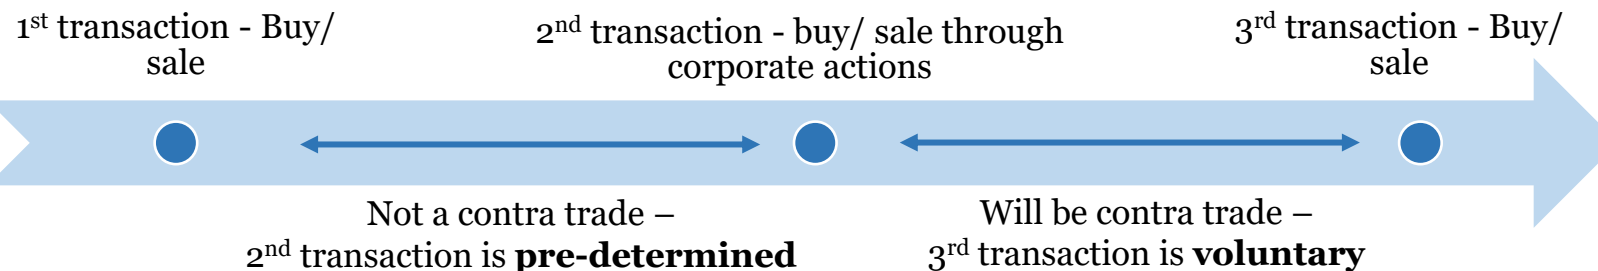 1st transaction - Buy/
sale
2nd transaction - buy/ sale through
corporate actions
3rd transaction - Buy/
sale
Not a contra trade –
2nd transaction is pre-determined
Will be contra trade –
3rd transaction is voluntary